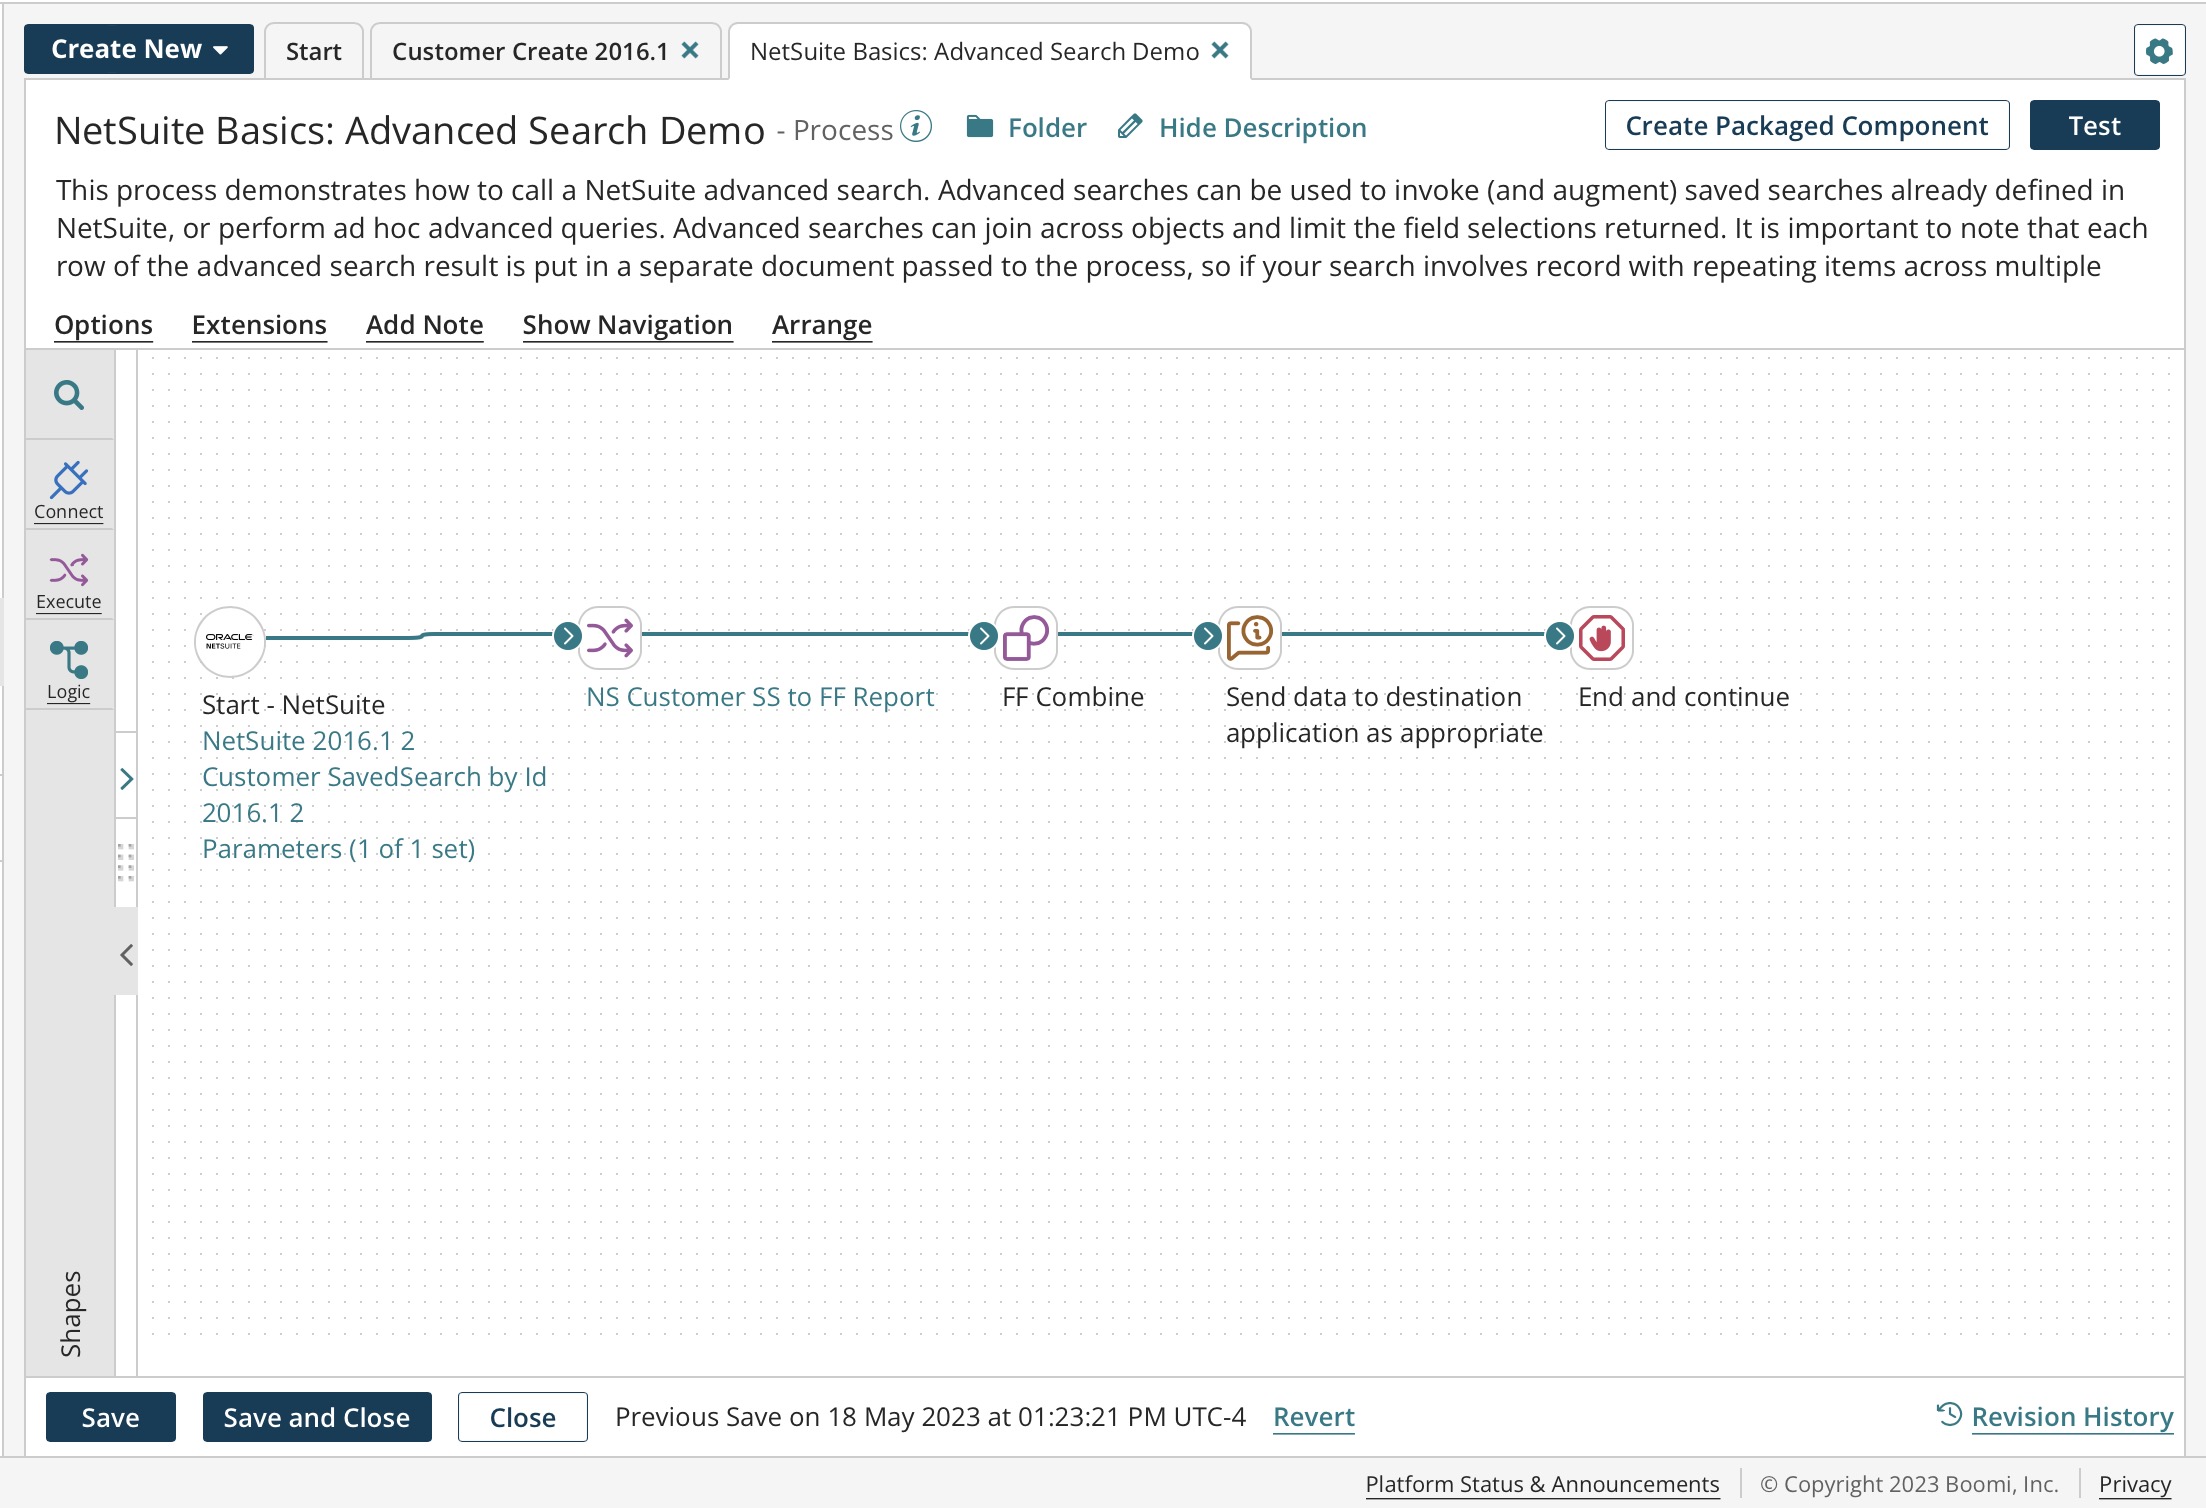 Create New
Start
Customer Create 2016.1
NetSuite Basics: Advanced Search Demo
NetSuite Basics: Advanced Search Demo - Process
Folder
Hide Description
Create Packaged Component
Test
This process demonstrates how to call a NetSuite advanced search. Advanced searches can be used to invoke (and augment) saved searches already defined in
NetSuite, or perform ad hoc advanced queries. Advanced searches can join across objects and limit the field selections returned. It is important to note that each
row of the advanced search result is put in a separate document passed to the process, so if your search involves record with repeating items across multiple
Options
Extensions
Add Note
Show Navigation
Arrange
Connect
Execute
Logic
Shapes
ORACLE
NETSUITE
Start - NetSuite
NetSuite 2016.1 2
Customer SavedSearch by Id
2016.1 2
Parameters (1 of 1 set)
NS Customer SS to FF Report
FF Combine
Send data to destination
application as appropriate
End and continue
Save
Save and Close
Close
Previous Save on 18 May 2023 at 01:23:21 PM UTC-4
Revert
Revision History
Platform Status & Announcements
© Copyright 2023 Boomi, Inc.
Privacy